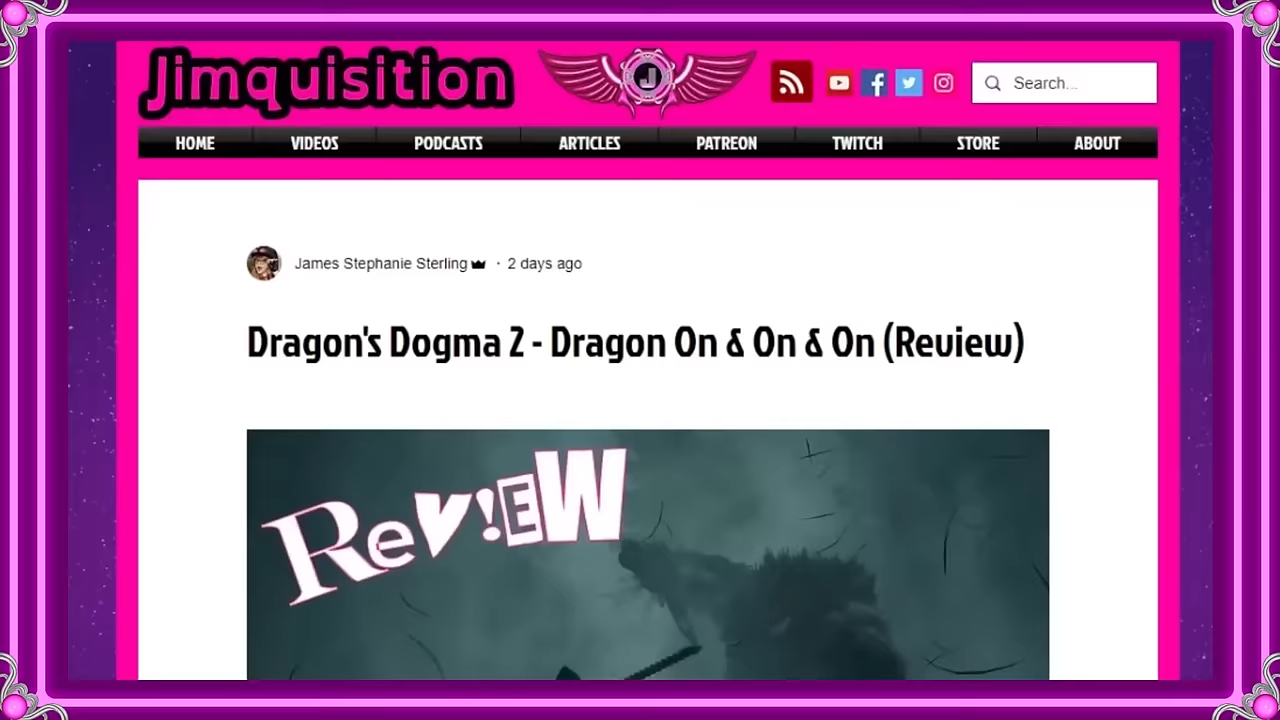 Jimquisition
J
Search...
HOME VIDEOS PODCASTS ARTICLES PATREON TWITCH STORE ABOUT
James Stephanie Sterling · 2 days ago
Dragon's Dogma 2 - Dragon On & On & On (Review)
ReV!EW